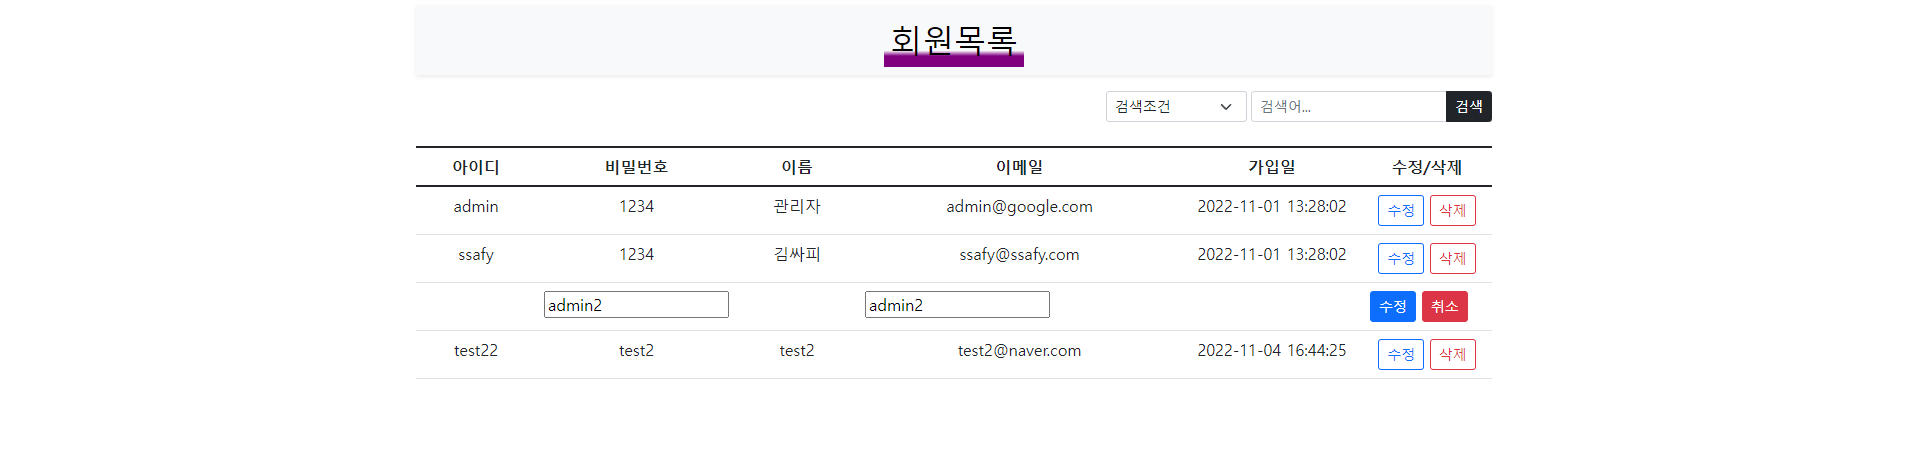 회원목록
검색조건 검색어... 검색
아이디 비밀번호 이름 이메일 가입일 수정/삭제
admin 1234 관리자 admin@google.com 2022-11-01 13:28:02 수정 삭제
ssafy 1234 김싸피 ssafy@ssafy.com 2022-11-01 13:28:02 수정 삭제
admin2 admin2 수정 취소
test22 test2 test2 test2@naver.com 2022-11-04 16:44:25 수정 삭제